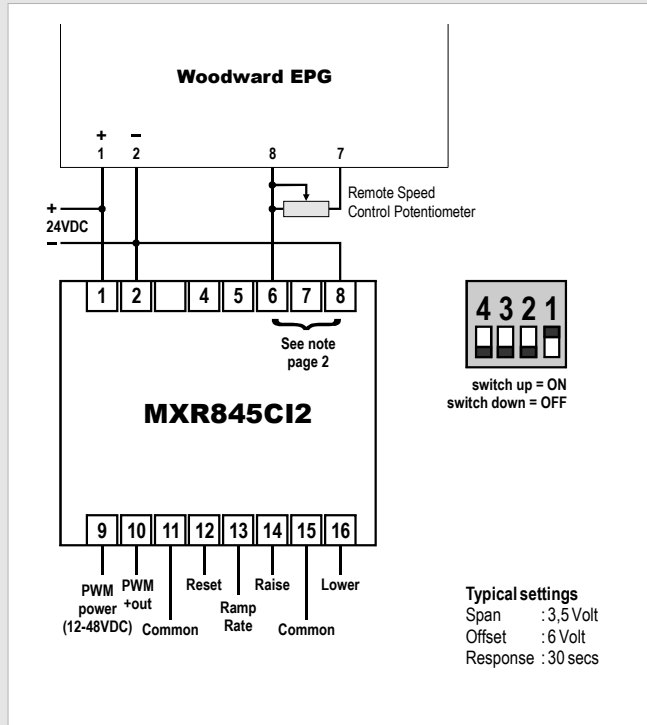 Woodward EPG
+ −
1 2 8 7
Remote Speed
Control Potentiometer
+
24VDC
−
1 2 4 5 6 7 8
See note
page 2
4 3 2 1
switch up = ON
switch down = OFF
MXR845CI2
9 10 11 12 13 14 15 16
PWM
power
(12-48VDC)
PWM
+out
Common
Reset
Ramp
Rate
Raise
Common
Lower
Typical settings
Span : 3,5 Volt
Offset : 6 Volt
Response : 30 secs